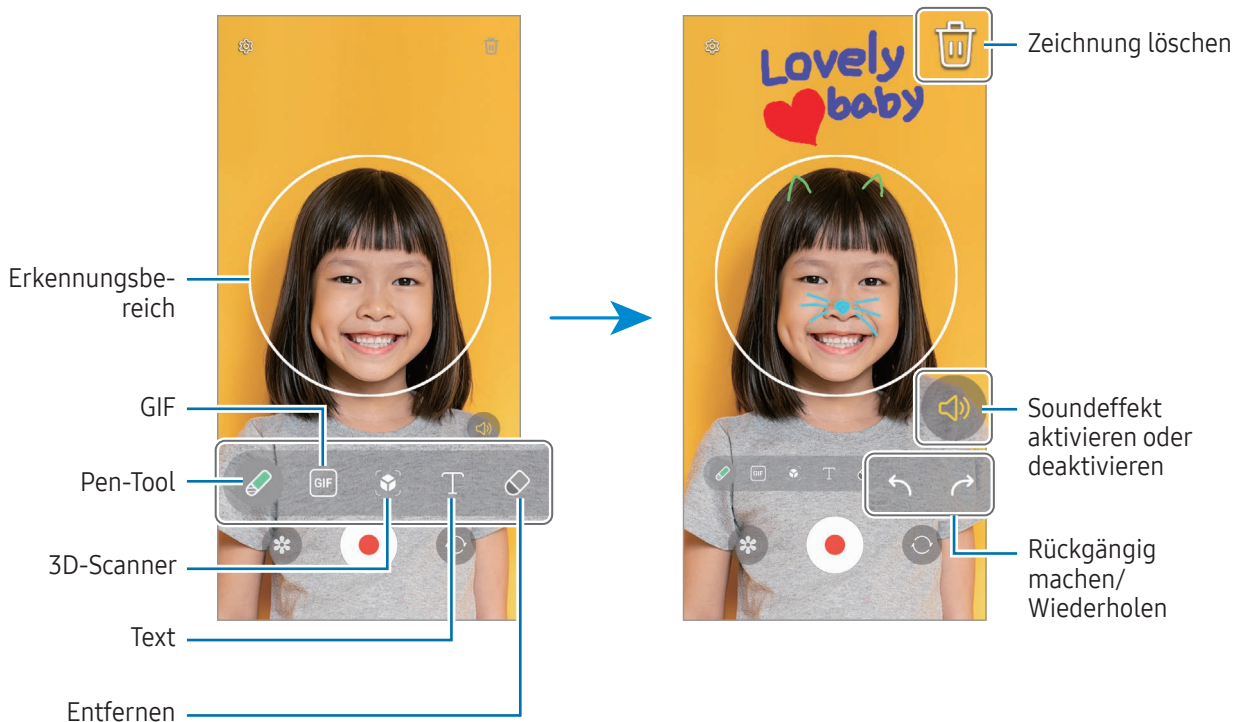 Erkennungsbe-
reich
GIF
Pen-Tool
3D-Scanner
Text
Entfernen
GIF
T
Lovely
baby
GIF
T
Zeichnung löschen
Soundeffekt
aktivieren oder
deaktivieren
Rückgängig
machen/
Wiederholen